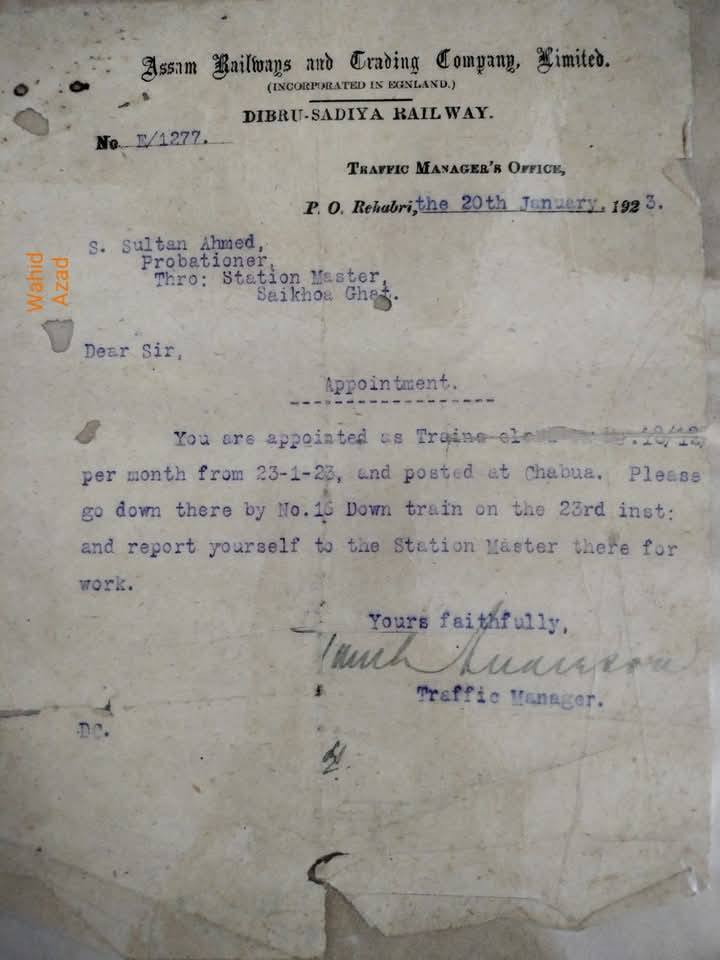 Assam Railways and Trading Company, Limited.
(INCORPORATED IN EGNLAND.)
DIBRU-SADIYA RAILWAY.
No E/1277.
TRAFFIC MANAGER'S OFFICE,
P. O. Rehabri, the 20th January, 1923.
S. Sultan Ahmed,
Probationer,
Thro: Station Master,
Saikhoa Ghat.
Wahid
Azad
Dear Sir,
Appointment.
You are appointed as Trains
per month from 23-1-23, and posted at Chabua. Please
go down there by No.16 Down train on the 23rd inst:
and report yourself to the Station Master there for
work.
Yours faithfully,
Anderson
Traffic Manager.
DC.